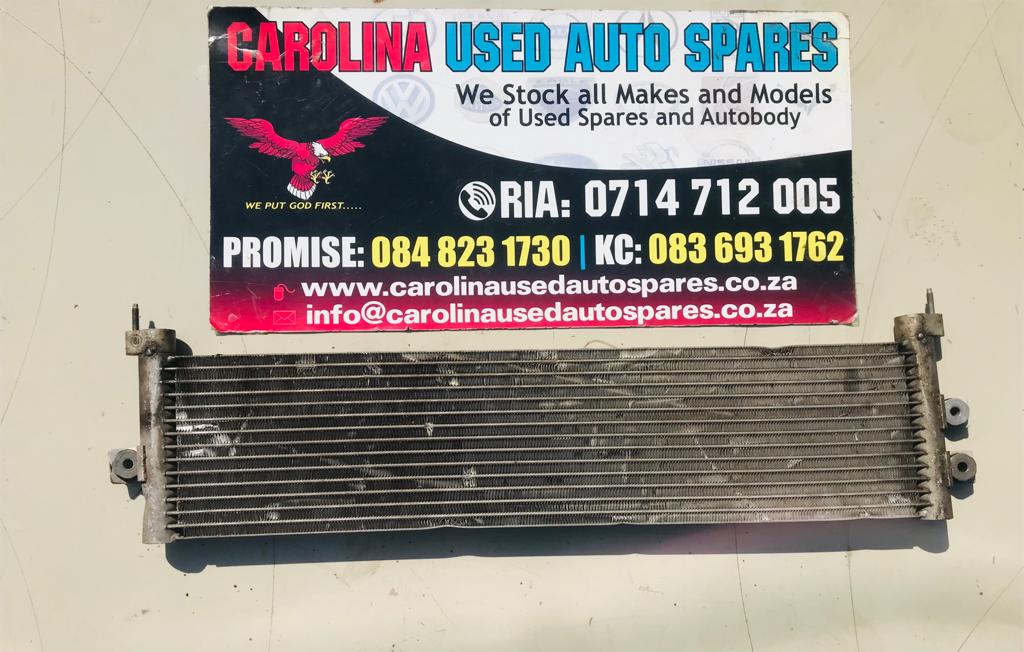 CAROLINA USED AUTO SPARES
We Stock all Makes and Models
of Used Spares and Autobody
WE PUT GOD FIRST.....
RIA: 0714 712 005
PROMISE: 084 823 1730 | KC: 083 693 1762
www.carolinausedautospares.co.za
info@carolinausedautospares.co.za
NISSAN